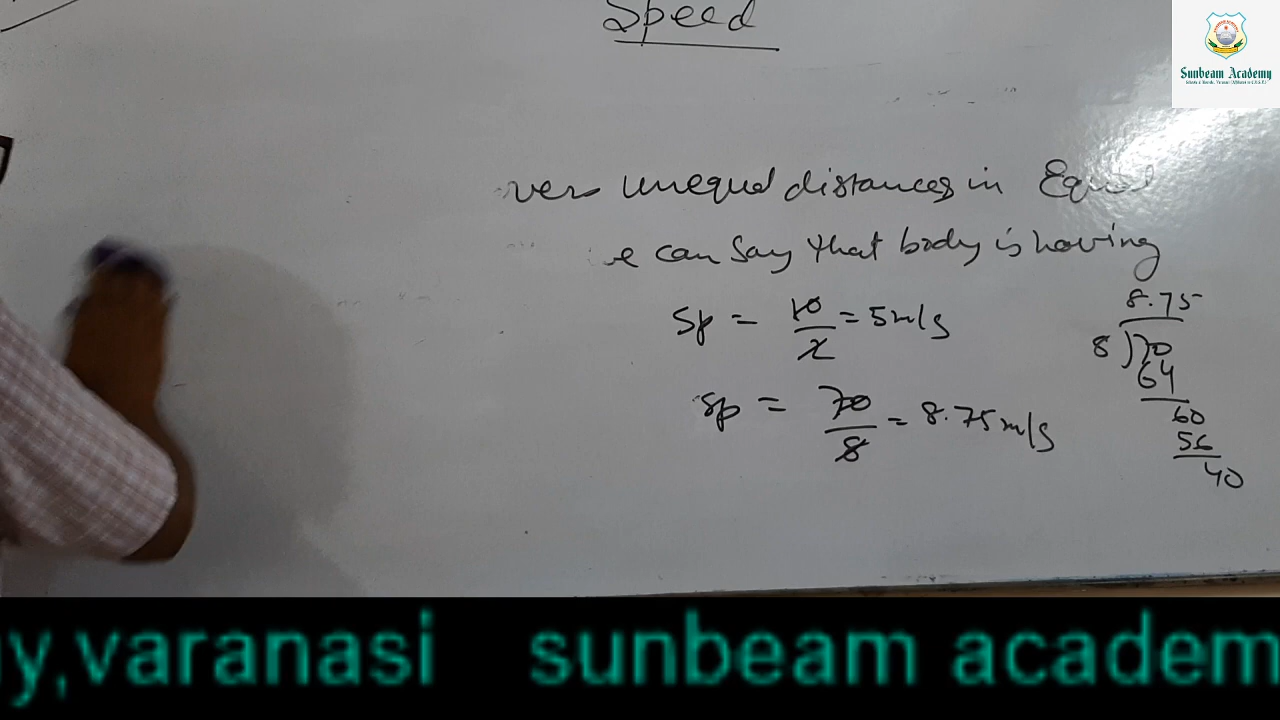 Speed
Sunbeam Academy
vers unequal distances in Equal
e can say that body is having
Sp = 10/2 = 5m/s
8.75
8)70
64
60
56
40
Sp = 70/8 = 8.75m/s
y,varanasi sunbeam academ